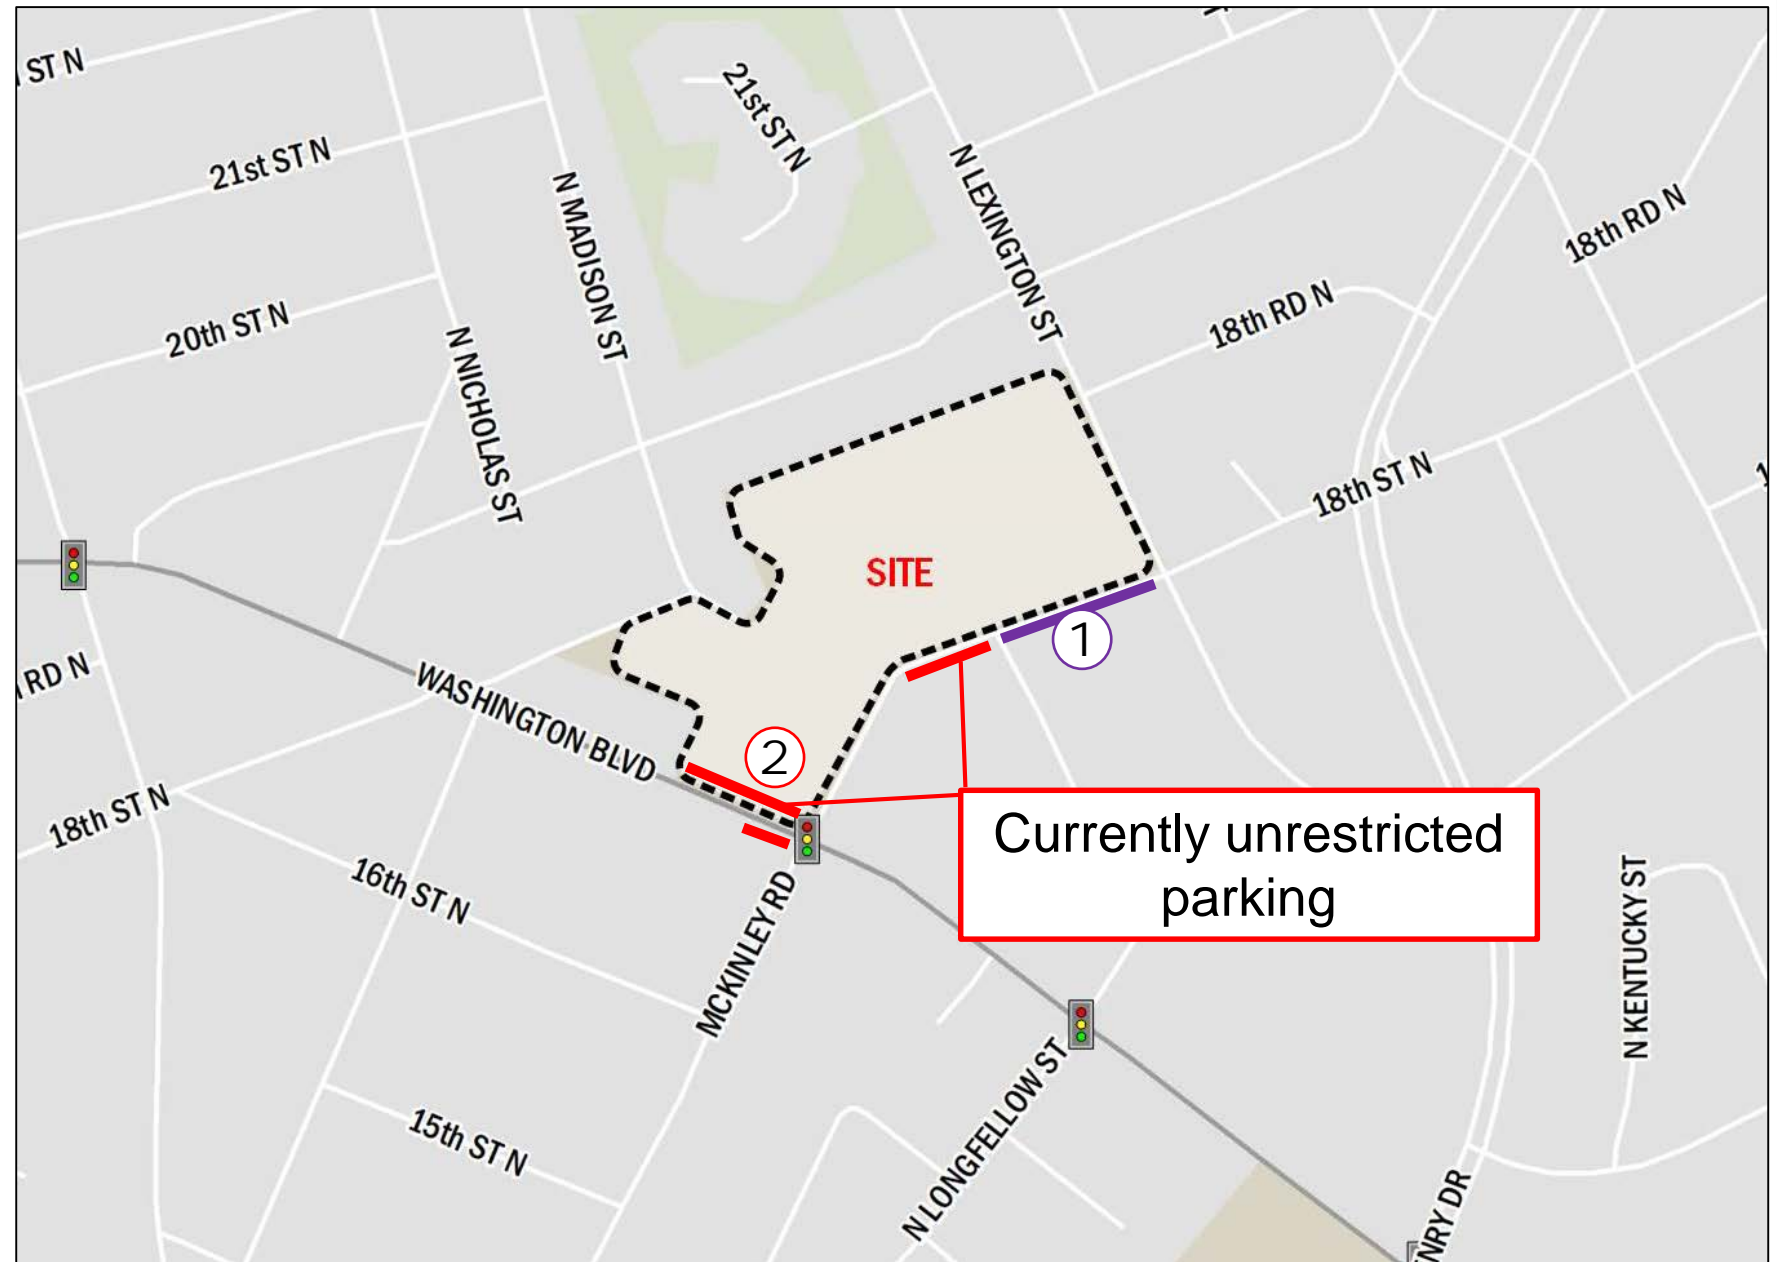 ST N
21st ST N
21st ST N
N MADISON ST
N LEXINGTON ST
18th RD N
20th ST N
N NICHOLAS ST
18th RD N
18th ST N
SITE
1
RD N
WASHINGTON BLVD
2
18th ST N
Currently unrestricted
parking
16th ST N
MCKINLEY RD
N KENTUCKY ST
15th ST N
N LONGFELLOW ST
NRY DR